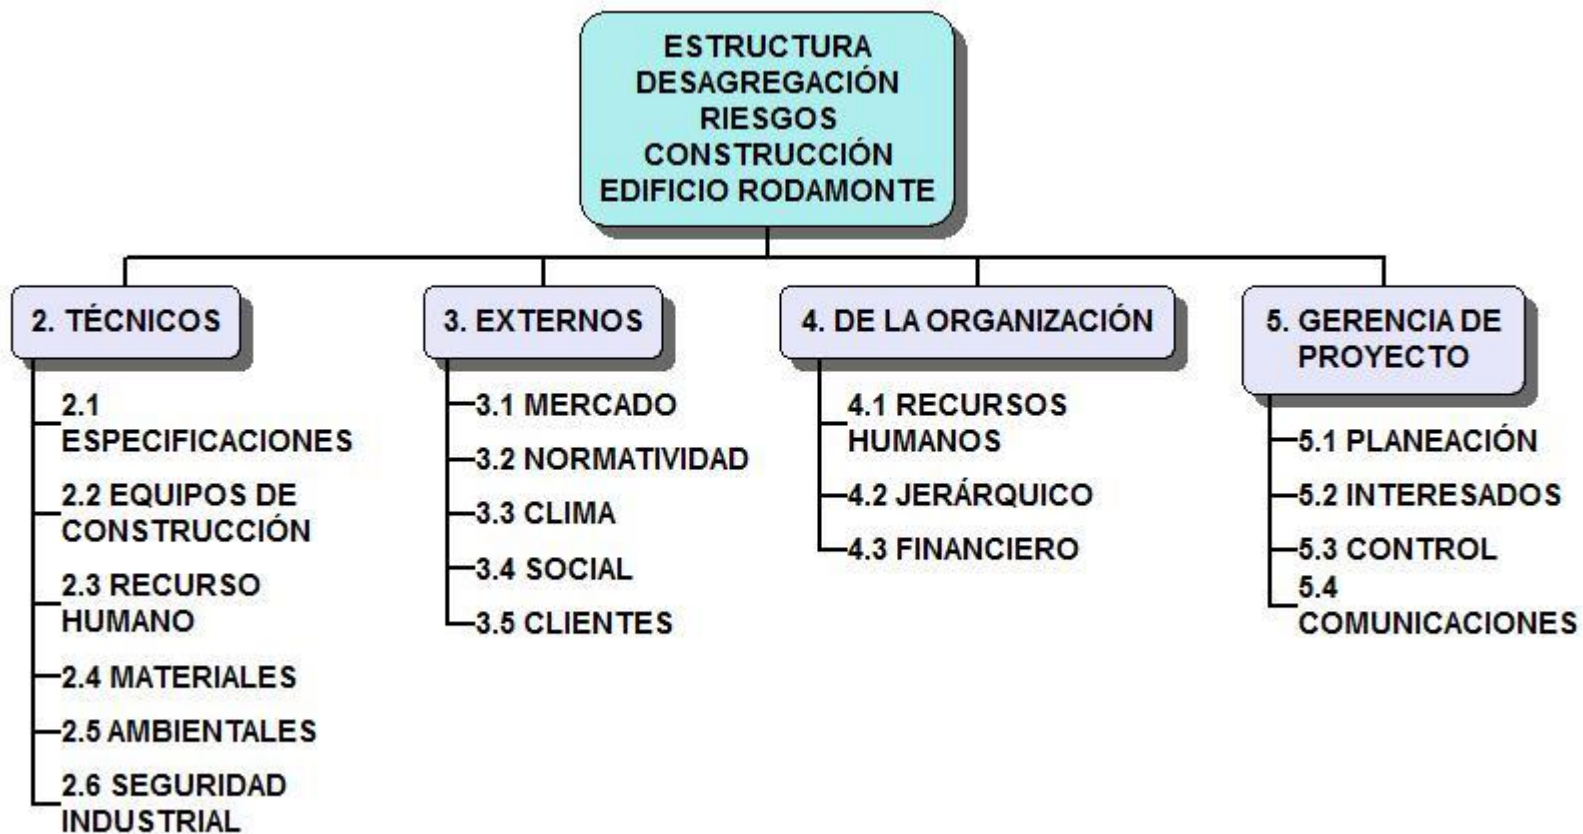 ESTRUCTURA
DESAGREGACIÓN
RIESGOS
CONSTRUCCIÓN
EDIFICIO RODAMONTE
2. TÉCNICOS
2.1
ESPECIFICACIONES
2.2 EQUIPOS DE
CONSTRUCCIÓN
2.3 RECURSO
HUMANO
2.4 MATERIALES
2.5 AMBIENTALES
2.6 SEGURIDAD
INDUSTRIAL
3. EXTERNOS
3.1 MERCADO
3.2 NORMATIVIDAD
3.3 CLIMA
3.4 SOCIAL
3.5 CLIENTES
4. DE LA ORGANIZACIÓN
4.1 RECURSOS
HUMANOS
4.2 JERÁRQUICO
4.3 FINANCIERO
5. GERENCIA DE
PROYECTO
5.1 PLANEACIÓN
5.2 INTERESADOS
5.3 CONTROL
5.4
COMUNICACIONES